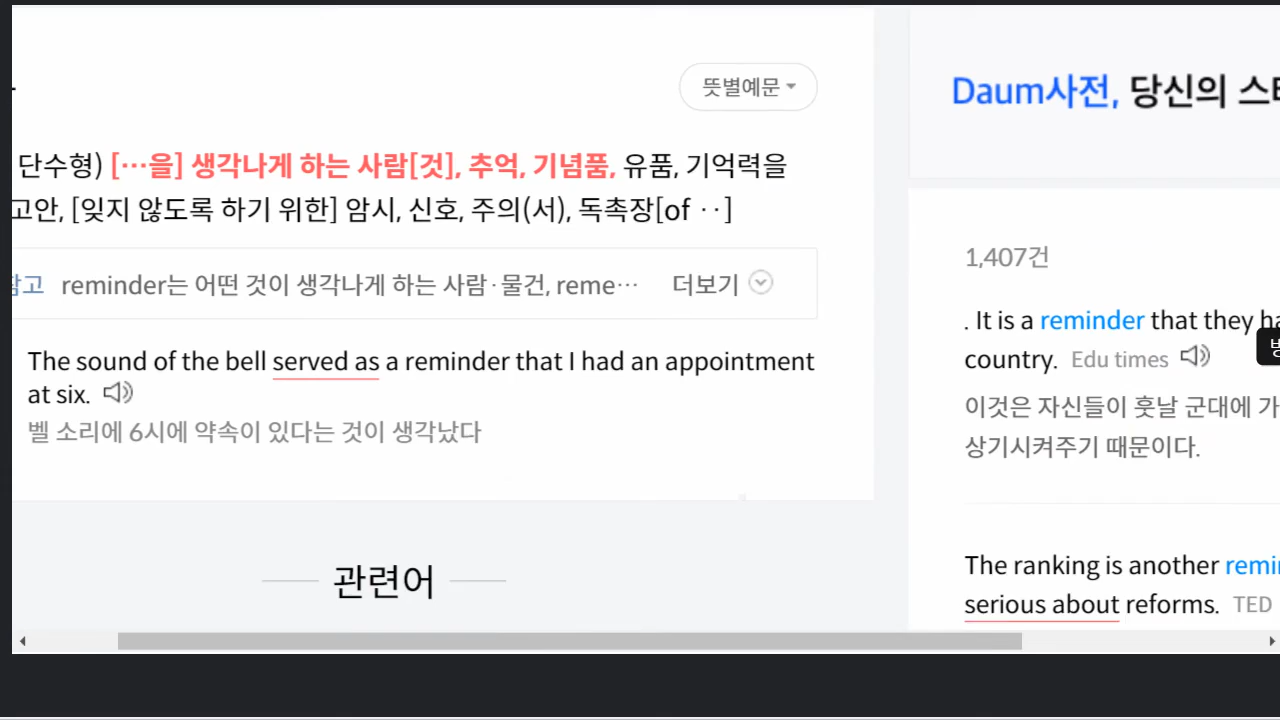 뜻별예문
단수형) […을] 생각나게 하는 사람[것], 추억, 기념품, 유품, 기억력을
고안, [잊지 않도록 하기 위한] 암시, 신호, 주의(서), 독촉장[of ‥]
참고 reminder는 어떤 것이 생각나게 하는 사람·물건, reme… 더보기
The sound of the bell served as a reminder that I had an appointment
at six.
벨 소리에 6시에 약속이 있다는 것이 생각났다
관련어
Daum사전, 당신의
1,407건
. It is a reminder that they
country. Edu times
이것은 자신들이 훗날 군대에
상기시켜주기 때문이다.
The ranking is another
serious about reforms. TED